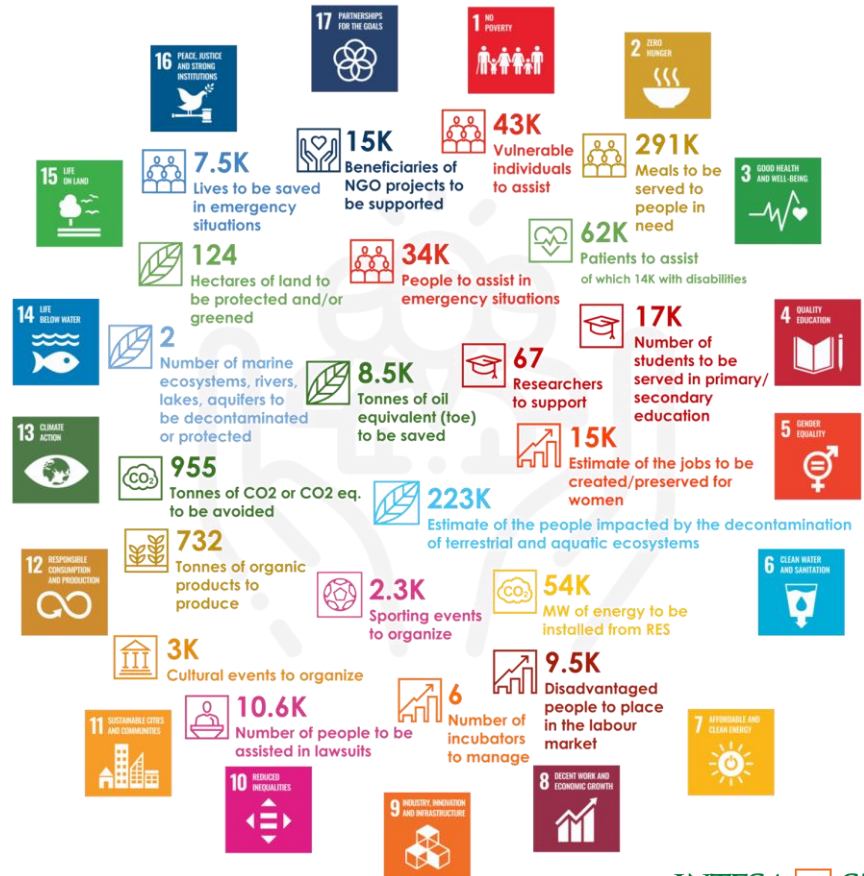 17 PARTNERSHIPS
FOR THE GOALS
1 NO
POVERTY
16 PEACE, JUSTICE
AND STRONG
INSTITUTIONS
2 ZERO
HUNGER
43K
Vulnerable
individuals
to assist
15K
Beneficiaries of
NGO projects to
be supported
291K
Meals to be
served to
people in
need
7.5K
Lives to be saved
in emergency
situations
15 LIFE
ON LAND
3 GOOD HEALTH
AND WELL-BEING
62K
Patients to assist
of which 14K with disabilities
124
Hectares of land to
be protected and/or
greened
34K
People to assist in
emergency situations
14 LIFE
BELOW WATER
4 QUALITY
EDUCATION
17K
Number of
students to be
served in primary/
secondary
education
2
Number of marine
ecosystems, rivers,
lakes, aquifers to
be decontaminated
or protected
8.5K
Tonnes of oil
equivalent (toe)
to be saved
67
Researchers
to support
13 CLIMATE
ACTION
5 GENDER
EQUALITY
15K
Estimate of the jobs to be
created/preserved for
women
955
CO2
Tonnes of CO2 or CO2 eq.
to be avoided
223K
Estimate of the people impacted by the decontamination
of terrestrial and aquatic ecosystems
12 RESPONSIBLE
CONSUMPTION
AND PRODUCTION
732
Tonnes of organic
products to
produce
6 CLEAN WATER
AND SANITATION
2.3K
Sporting events
to organize
CO2
54K
MW of energy to be
installed from RES
3K
Cultural events to organize
9.5K
Disadvantaged
people to place
in the labour
market
11 SUSTAINABLE CITIES
AND COMMUNITIES
10.6K
Number of people to be
assisted in lawsuits
6
Number of
incubators
to manage
7 AFFORDABLE AND
CLEAN ENERGY
10 REDUCED
INEQUALITIES
8 DECENT WORK AND
ECONOMIC GROWTH
9 INDUSTRY, INNOVATION
AND INFRASTRUCTURE